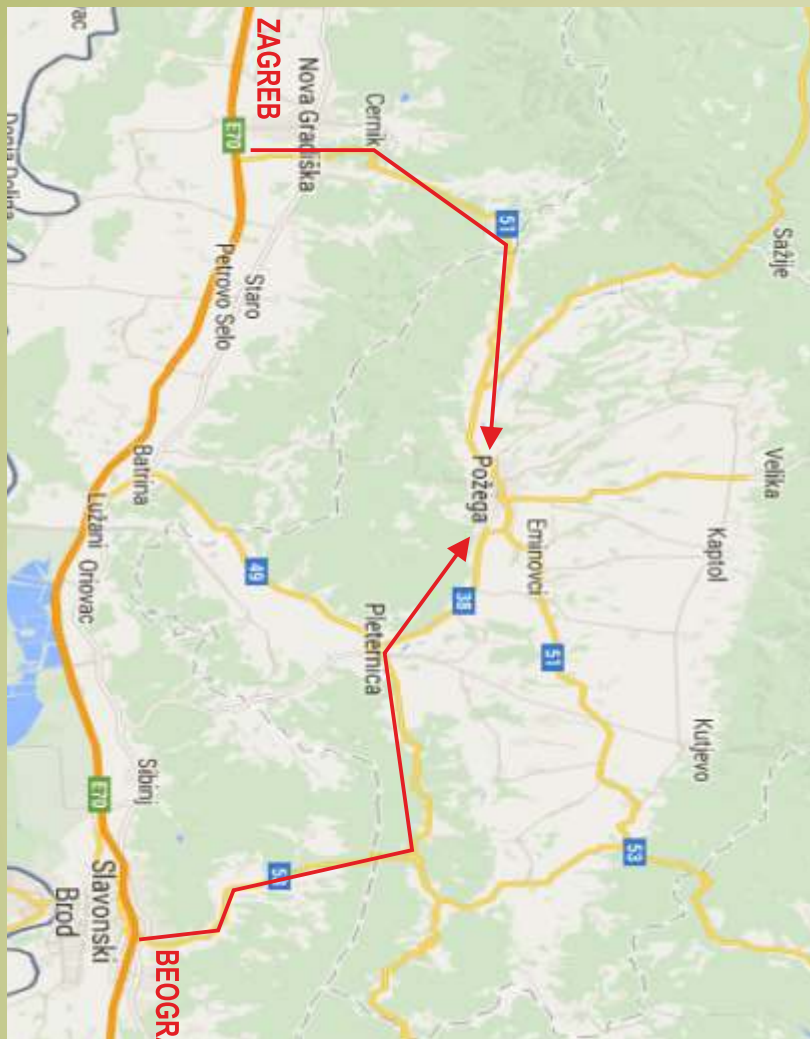 Sažije
Velika
Kaptol
Kutjevo
53
51
Eminovci
51
Požega
38
Cernik
Pleternica
Nova Gradiška
ZAGREB
49
Staro
Petrovo Selo
E70
BEOGR
Batrina
Sibinj
Lužani
Oriovac
E70
Slavonski
Brod